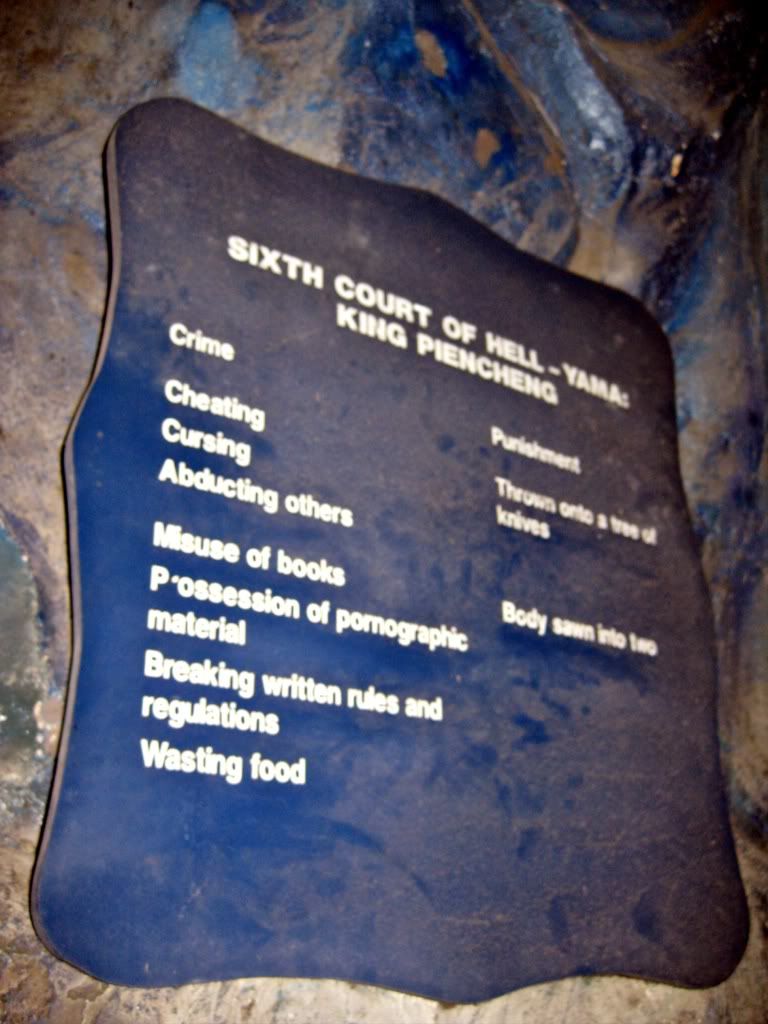 SIXTH COURT OF HELL - YAMA:
KING PIENCHENG
Crime
Punishment
Cheating
Cursing
Abducting others
Thrown onto a tree of
knives
Misuse of books
P·ossession of pornographic
material
Breaking written rules and
regulations
Wasting food
Body sawn into two